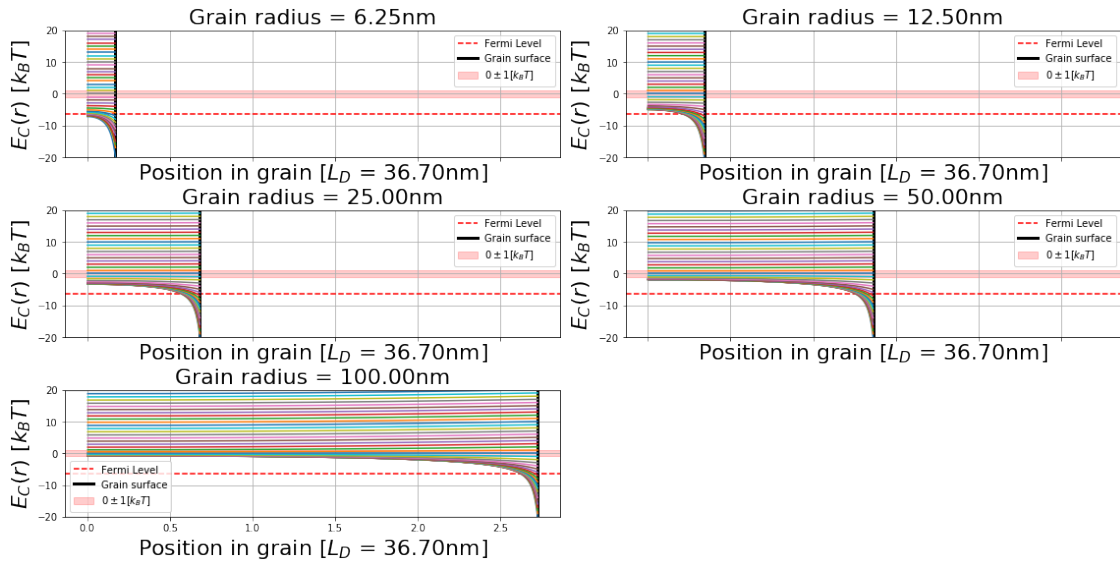 Grain radius = 6.25nm
E_C(r) [k_BT]
20
10
0
−10
−20
Fermi Level
Grain surface
0 ± 1[k_BT]
Position in grain [L_D = 36.70nm]
Grain radius = 12.50nm
E_C(r) [k_BT]
20
10
0
−10
−20
Fermi Level
Grain surface
0 ± 1[k_BT]
Position in grain [L_D = 36.70nm]
Grain radius = 25.00nm
E_C(r) [k_BT]
20
10
0
−10
−20
Fermi Level
Grain surface
0 ± 1[k_BT]
Position in grain [L_D = 36.70nm]
Grain radius = 50.00nm
E_C(r) [k_BT]
20
10
0
−10
−20
Fermi Level
Grain surface
0 ± 1[k_BT]
Position in grain [L_D = 36.70nm]
Grain radius = 100.00nm
E_C(r) [k_BT]
20
10
0
−10
−20
Fermi Level
Grain surface
0 ± 1[k_BT]
0.0 0.5 1.0 1.5 2.0 2.5
Position in grain [L_D = 36.70nm]